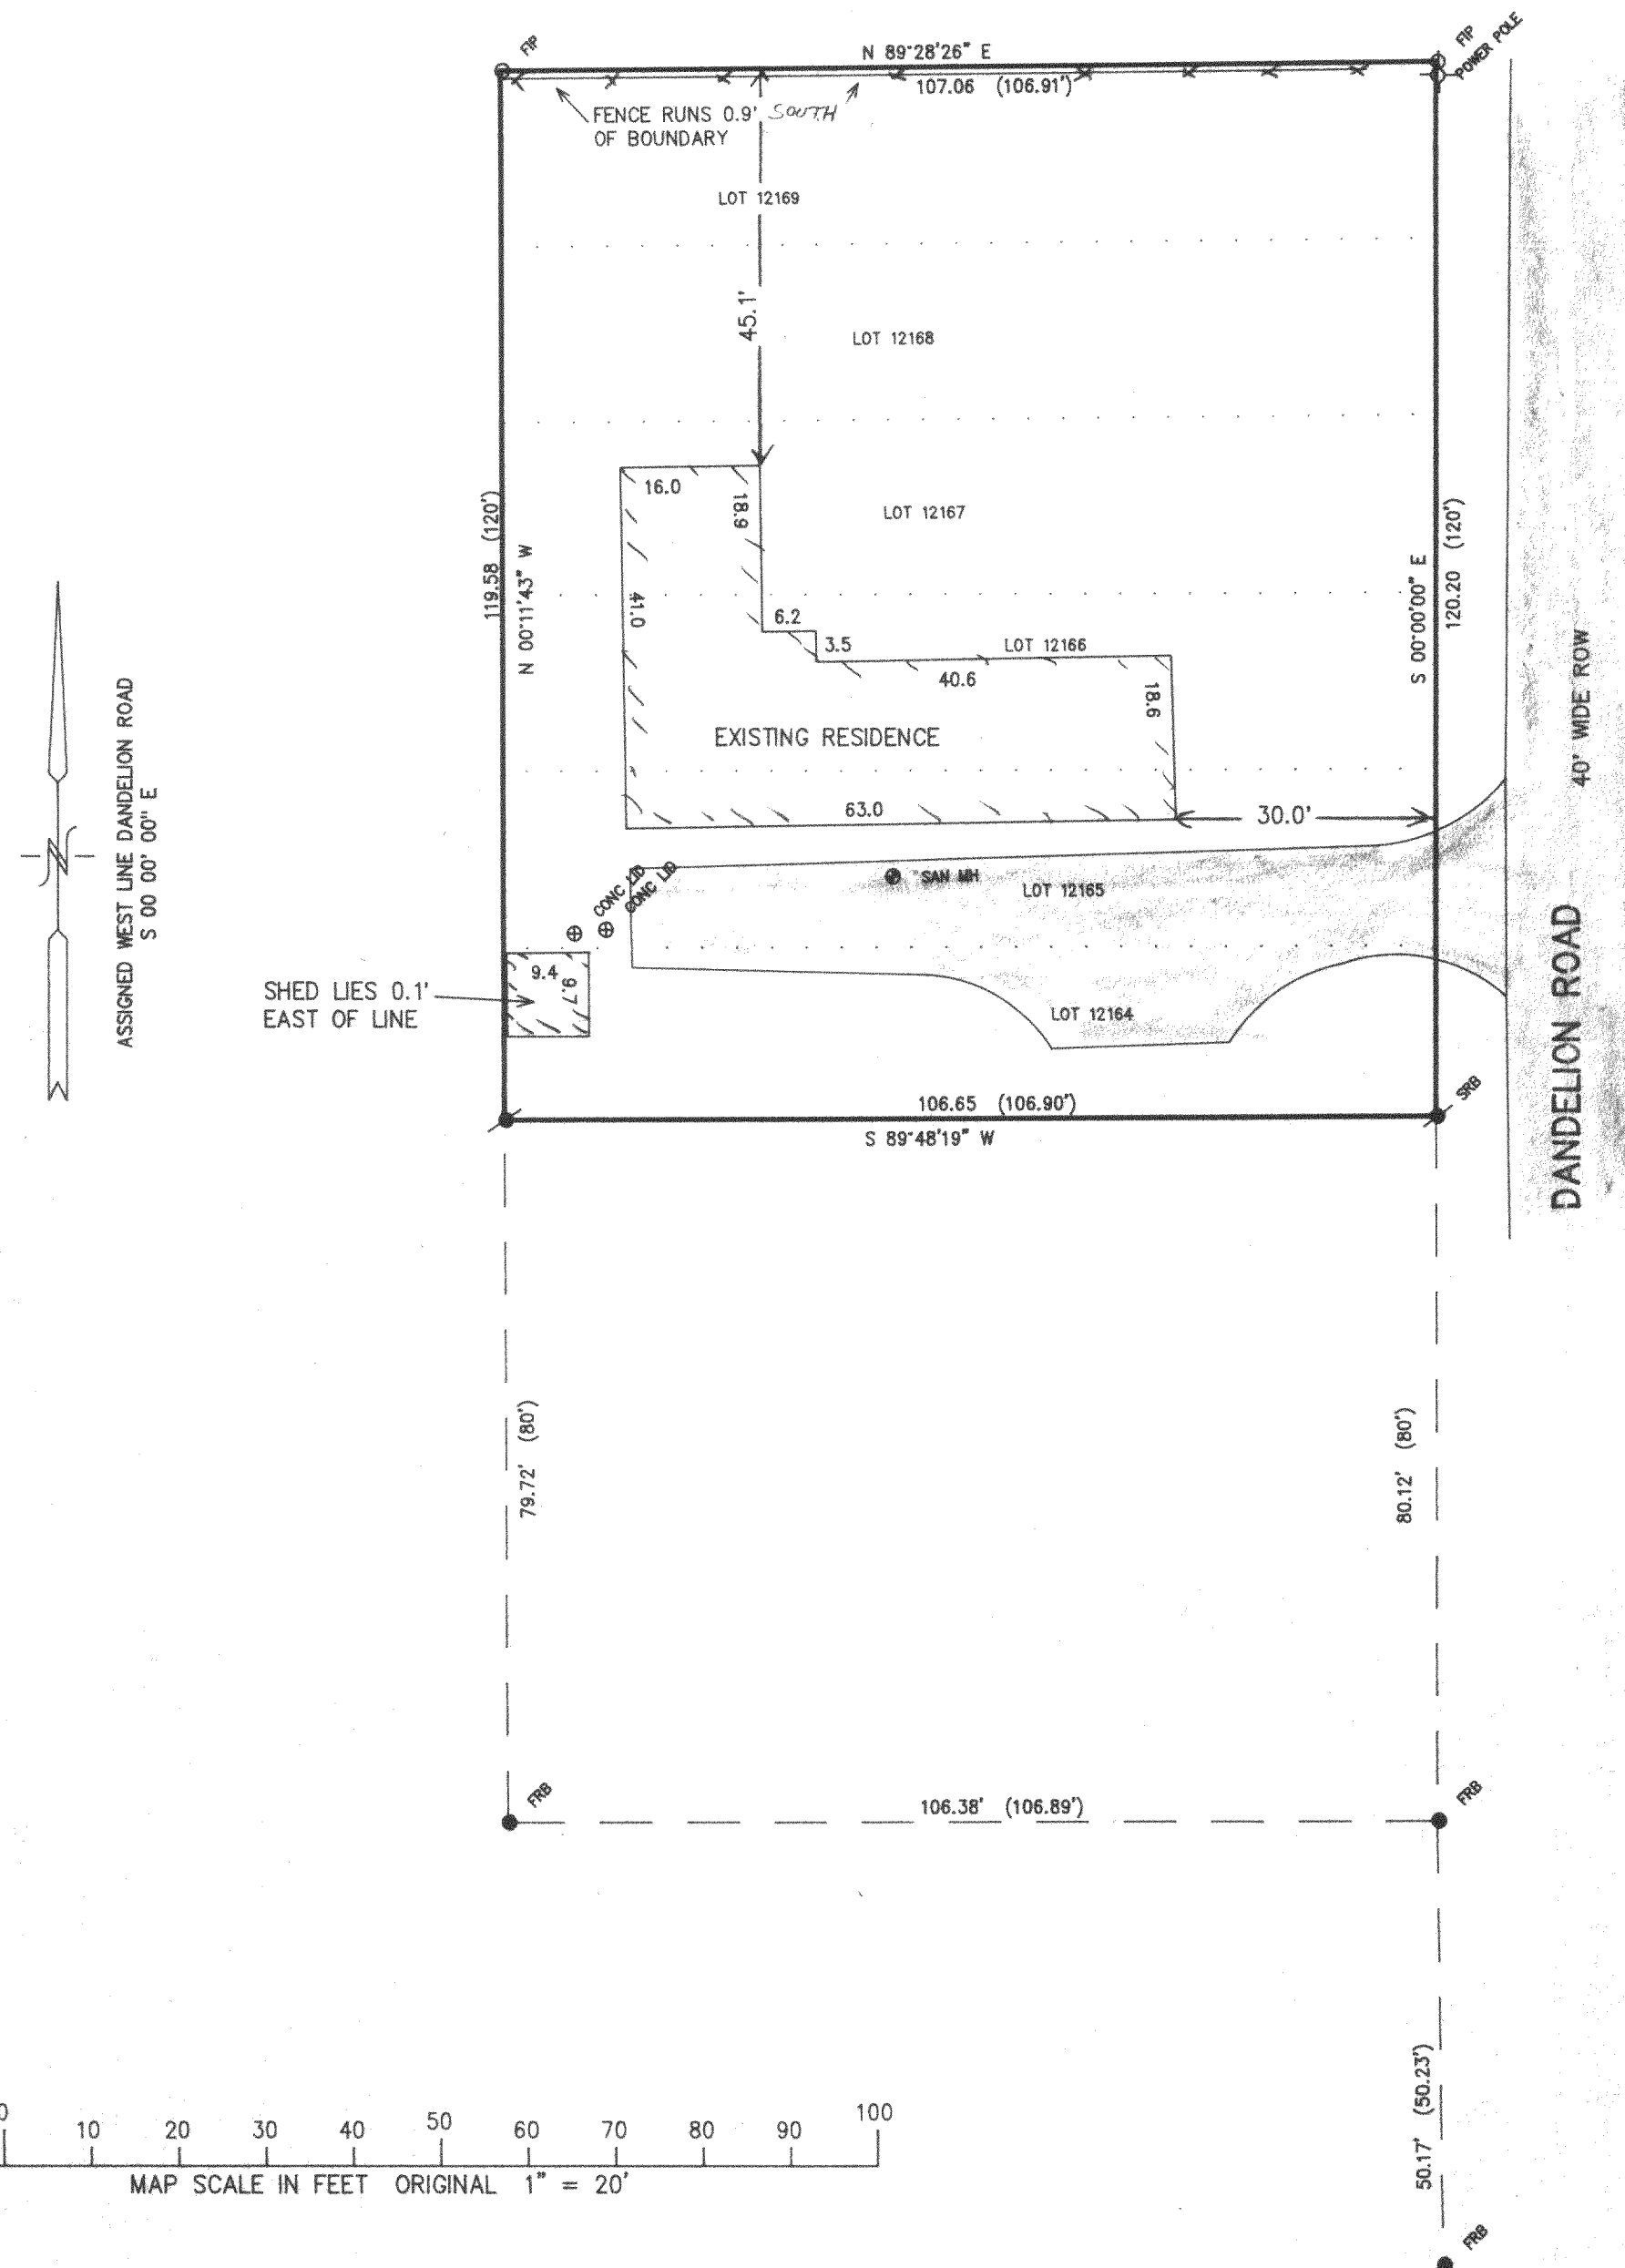 FIP
N 89°28'26" E
FIP
POWER POLE
107.06 (106.91')
FENCE RUNS 0.9' SOUTH
OF BOUNDARY
LOT 12169
45.1'
LOT 12168
16.0
18.9
LOT 12167
119.58 (120')
N 00°11'43" W
S 00°00'00" E
120.20 (120')
41.0
6.2
3.5
LOT 12166
40.6
18.6
40' WIDE ROW
ASSIGNED WEST LINE DANDELION ROAD
S 00 00' 00" E
N
EXISTING RESIDENCE
63.0
30.0'
CONC LID
CONC LID
SAN MH
LOT 12165
9.4
9.7
SHED LIES 0.1'
EAST OF LINE
LOT 12164
DANDELION ROAD
106.65 (106.90')
SRB
S 89°48'19" W
79.72' (80')
80.12' (80')
FRB
106.38' (106.89')
FRB
50.17' (50.23')
0 10 20 30 40 50 60 70 80 90 100
MAP SCALE IN FEET ORIGINAL 1" = 20'
FRB